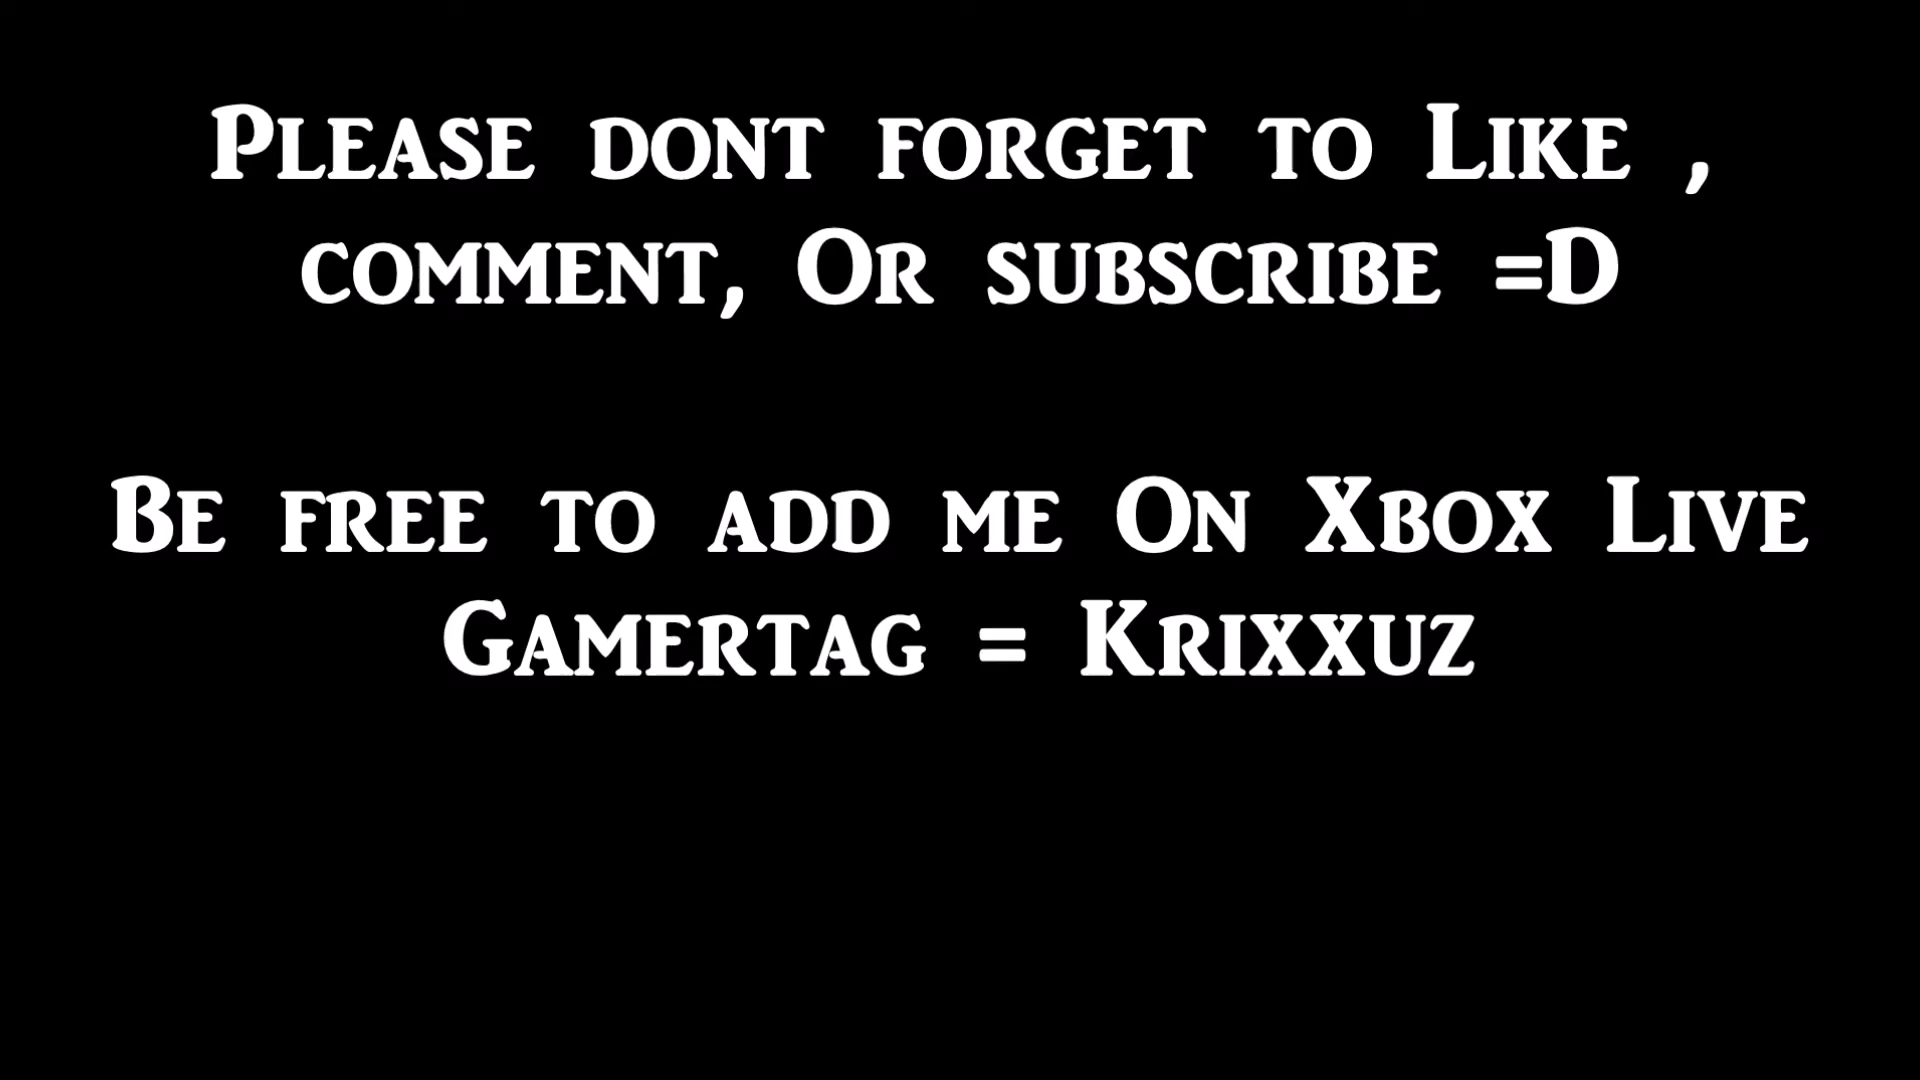 Please dont forget to Like ,
comment, Or subscribe =D
Be free to add me On Xbox Live
Gamertag = Krixxuz